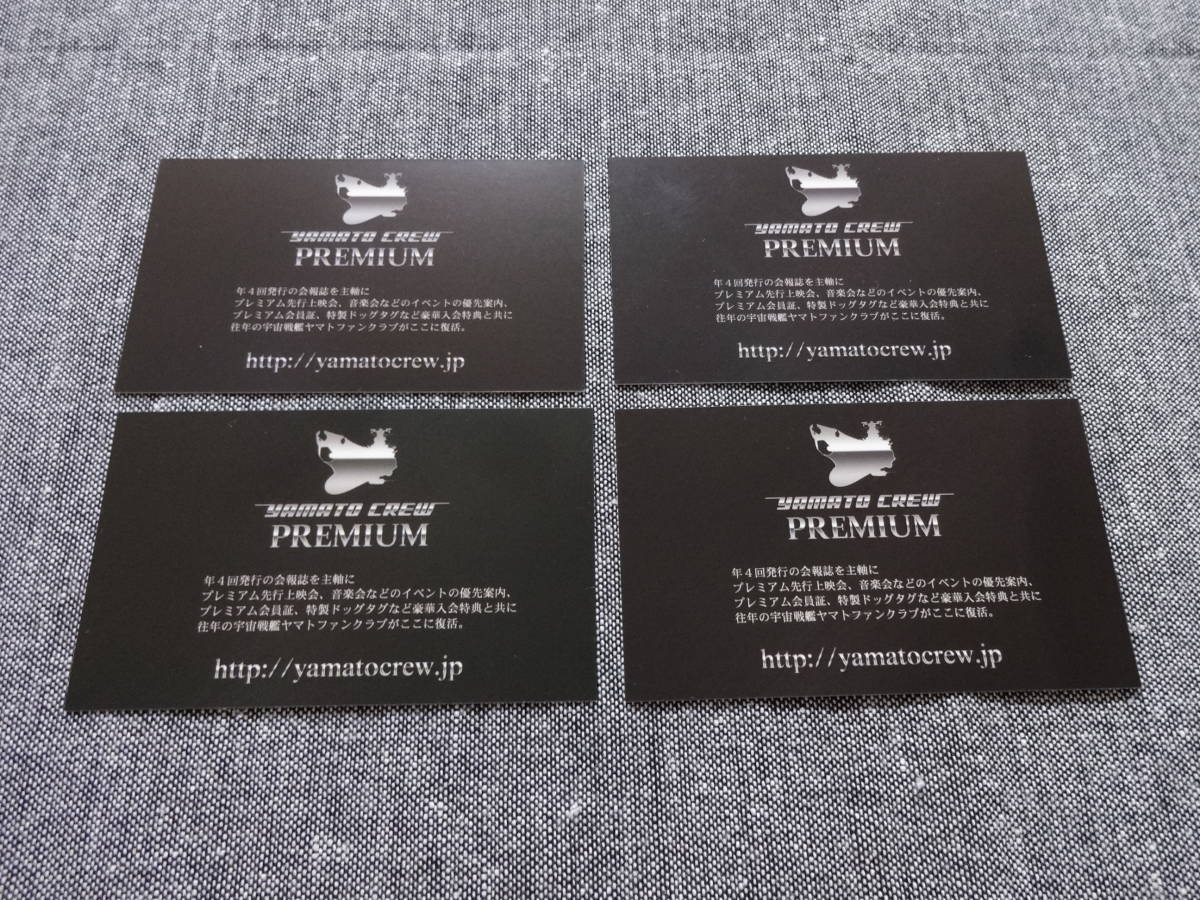 YAMATO CREW
PREMIUM
年４回発行の会報誌を主軸に
プレミアム先行上映会、音楽会などのイベントの優先案内、
プレミアム会員証、特製ドッグタグなど豪華入会特典と共に
往年の宇宙戦艦ヤマトファンクラブがここに復活。
http://yamatocrew.jp
YAMATO CREW
PREMIUM
年４回発行の会報誌を主軸に
プレミアム先行上映会、音楽会などのイベントの優先案内、
プレミアム会員証、特製ドッグタグなど豪華入会特典と共に
往年の宇宙戦艦ヤマトファンクラブがここに復活。
http://yamatocrew.jp
YAMATO CREW
PREMIUM
年４回発行の会報誌を主軸に
プレミアム先行上映会、音楽会などのイベントの優先案内、
プレミアム会員証、特製ドッグタグなど豪華入会特典と共に
往年の宇宙戦艦ヤマトファンクラブがここに復活。
http://yamatocrew.jp
YAMATO CREW
PREMIUM
年４回発行の会報誌を主軸に
プレミアム先行上映会、音楽会などのイベントの優先案内、
プレミアム会員証、特製ドッグタグなど豪華入会特典と共に
往年の宇宙戦艦ヤマトファンクラブがここに復活。
http://yamatocrew.jp